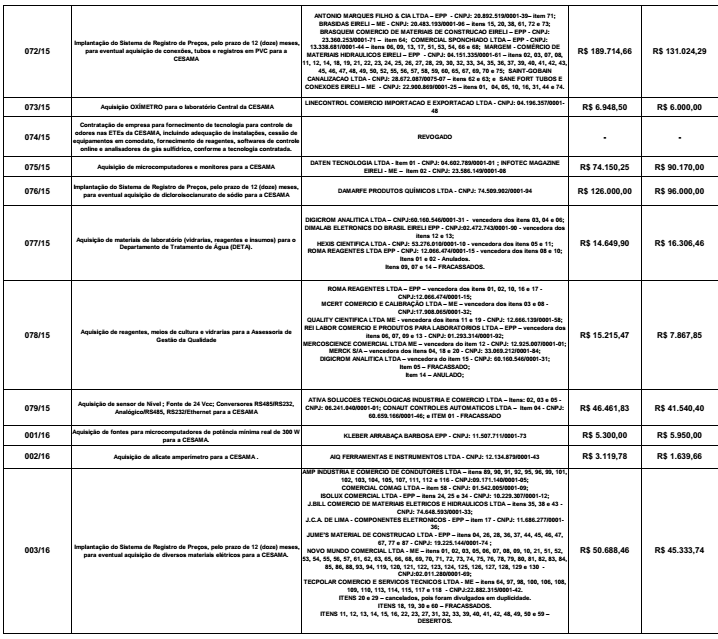 072/15
Implantação do Sistema de Registro de Preços, pelo prazo de 12 (doze) meses,
para eventual aquisição de conexões, tubos e registros em PVC para a
CESAMA
ANTONIO MARQUES FILHO & CIA LTDA – EPP - CNPJ: 20.892.519/0001-39– item 71;
BRASIDAS EIRELI – ME - CNPJ: 20.483.193/0001-96 – itens 15, 20, 38, 61, 72 e 73;
BRASQUEM COMERCIO DE MATERIAIS DE CONSTRUCAO EIRELI – EPP - CNPJ:
23.360.253/0001-71 – item 64; COMERCIAL SPONCHIADO LTDA – EPP - CNPJ:
13.338.681/0001-44 – itens 06, 09, 13, 17, 51, 53, 54, 66 e 68; MARGEM - COMÉRCIO DE
MATERIAIS HIDRAULICOS EIRELI – EPP - CNPJ: 04.151.335/0001-61 – itens 02, 03, 07, 08,
11, 12, 14, 18, 19, 21, 22, 23, 24, 25, 26, 27, 28, 29, 30, 32, 33, 34, 35, 36, 37, 39, 40, 41, 42, 43,
45, 46, 47, 48, 49, 50, 52, 55, 56, 57, 58, 59, 60, 65, 67, 69, 70 e 75; SAINT-GOBAIN
CANALIZACAO LTDA - CNPJ: 28.672.087/0075-07 – itens 62 e 63; e SANE FORT TUBOS E
CONEXOES EIRELI – ME - CNPJ: 22.900.869/0001-25 – itens 01, 04, 05, 10, 16, 31, 44 e 74.
R$ 189.714,66
R$ 131.024,29
073/15
Aquisição OXÍMETRO para o laboratório Central da CESAMA
LINECONTROL COMERCIO IMPORTACAO E EXPORTACAO LTDA - CNPJ: 04.196.357/0001-
48
R$ 6.948,50
R$ 6.000,00
074/15
Contratação de empresa para fornecimento de tecnologia para controle de
odores nas ETEs da CESAMA, incluindo adequação de instalações, cessão de
equipamentos em comodato, fornecimento de reagentes, softwares de controle
online e analisadores de gás sulfídrico, conforme a tecnologia contratada.
REVOGADO
-
-
075/15
Aquisição de microcomputadores e monitores para a CESAMA
DATEN TECNOLOGIA LTDA - Item 01 - CNPJ: 04.602.789/0001-01 ; INFOTEC MAGAZINE
EIRELI - ME – Item 02 - CNPJ: 23.586.149/0001-08
R$ 74.150,25
R$ 90.170,00
076/15
Implantação do Sistema de Registro de Preços, pelo prazo de 12 (doze) meses,
para eventual aquisição de dicloroisocianurato de sódio para a CESAMA
DAMARFE PRODUTOS QUÍMICOS LTDA - CNPJ: 74.509.902/0001-94
R$ 126.000,00
R$ 96.000,00
077/15
Aquisição de materiais de laboratório (vidrarias, reagentes e insumos) para o
Departamento de Tratamento de Água (DETA).
DIGICROM ANALITICA LTDA – CNPJ:60.160.546/0001-31 - vencedora dos itens 03, 04 e 06;
DIMALAB ELETRONICS DO BRASIL EIRELI EPP - CNPJ:02.472.743/0001-90 - vencedora dos
itens 12 e 13;
HEXIS CIENTIFICA LTDA - CNPJ: 53.276.010/0001-10 - vencedora dos itens 05 e 11;
ROMA REAGENTES LTDA EPP - CNPJ: 12.066.474/0001-15 - vencedora dos itens 08 e 10;
Itens 01 e 02 - Anulados.
Itens 09, 07 e 14 – FRACASSADOS.
R$ 14.649,90
R$ 16.306,46
078/15
Aquisição de reagentes, meios de cultura e vidrarias para a Assessoria de
Gestão da Qualidade
ROMA REAGENTES LTDA – EPP – vencedora dos itens 01, 02, 10, 16 e 17 -
CNPJ:12.066.474/0001-15;
MCERT COMERCIO E CALIBRAÇÃO LTDA – ME – vencedora dos itens 03 e 08 -
CNPJ:17.908.065/0001-32;
QUALITY CIENTIFICA LTDA ME - vencedora dos itens 11 e 19 - CNPJ: 12.666.139/0001-58;
REI LABOR COMERCIO E PRODUTOS PARA LABORATORIOS LTDA – EPP – vencedora dos
itens 06, 07, 09 e 13 - CNPJ: 01.293.314/0001-92;
MERCOSCIENCE COMERCIAL LTDA ME – vencedora do item 12 - CNPJ: 12.925.007/0001-01;
MERCK S/A – vencedora dos itens 04, 18 e 20 - CNPJ: 33.069.212/0001-84;
DIGICROM ANALÍTICA LTDA – vencedora do item 15 - CNPJ: 60.160.546/0001-31;
Item 05 – FRACASSADO;
Item 14 – ANULADO;
R$ 15.215,47
R$ 7.867,85
079/15
Aquisição de sensor de Nível ; Fonte de 24 Vcc; Conversores RS485/RS232,
Analógico/RS485, RS232/Ethernet para a CESAMA
ATIVA SOLUCOES TECNOLOGICAS INDUSTRIA E COMERCIO LTDA – Itens: 02, 03 e 05 -
CNPJ: 06.241.040/0001-01; CONAUT CONTROLES AUTOMATICOS LTDA – Item 04 - CNPJ:
60.659.166/0001-46; e ITEM 01 - FRACASSADO
R$ 46.461,83
R$ 41.540,40
001/16
Aquisição de fontes para microcomputadores de potência mínima real de 300 W
para a CESAMA.
KLEBER ARRABAÇA BARBOSA EPP - CNPJ: 11.507.711/0001-73
R$ 5.300,00
R$ 5.950,00
002/16
Aquisição de alicate amperímetro para a CESAMA .
AIQ FERRAMENTAS E INSTRUMENTOS LTDA - CNPJ: 12.134.879/0001-43
R$ 3.119,78
R$ 1.639,66
003/16
Implantação do Sistema de Registro de Preços, pelo prazo de 12 (doze) meses,
para eventual aquisição de diversos materiais elétricos para a CESAMA.
AMP INDUSTRIA E COMERCIO DE CONDUTORES LTDA – itens 89, 90, 91, 92, 95, 96, 99, 101,
102, 103, 104, 105, 107, 111, 112 e 116 - CNPJ:09.171.140/0001-05;
COMERCIAL COMAG LTDA – item 58 - CNPJ: 01.542.005/0001-09;
ISOLUX COMERCIAL LTDA - EPP – itens 24, 25 e 34 - CNPJ: 10.229.307/0001-12;
J.BILL COMERCIO DE MATERIAIS ELETRICOS E HIDRAULICOS LTDA – itens 35, 38 e 43 -
CNPJ: 74.648.593/0001-33;
J.C.A. DE LIMA - COMPONENTES ELETRONICOS - EPP – item 17 - CNPJ: 11.686.277/0001-
36;
JUME'S MATERIAL DE CONSTRUCAO LTDA - EPP – itens 04, 26, 28, 36, 37, 44, 45, 46, 47,
67, 77 e 87 - CNPJ: 19.225.144/0001-74 ;
NOVO MUNDO COMERCIAL LTDA - ME – itens 01, 02, 03, 05, 06, 07, 08, 09, 10, 21, 51, 52,
53, 54, 55, 56, 57, 61, 62, 63, 65, 66, 68, 69, 70, 71, 72, 73, 74, 75, 76, 78, 79, 80, 81, 82, 83, 84,
85, 86, 88, 93, 94, 119, 120, 121, 122, 123, 124, 125, 126, 127, 128, 129 e 130 -
CNPJ:02.011.280/0001-69;
TECPOLAR COMERCIO E SERVICOS TECNICOS LTDA – ME – itens 64, 97, 98, 100, 106, 108,
109, 110, 113, 114, 115, 117 e 118 - CNPJ:22.882.315/0001-42.
ITENS 20 e 29 – cancelados, pois foram divulgados em duplicidade.
ITENS 18, 19, 30 e 60 – FRACASSADOS.
ITENS 11, 12, 13, 14, 15, 16, 22, 23, 27, 31, 32, 33, 39, 40, 41, 42, 48, 49, 50 e 59 –
DESERTOS.
R$ 50.688,46
R$ 45.333,74